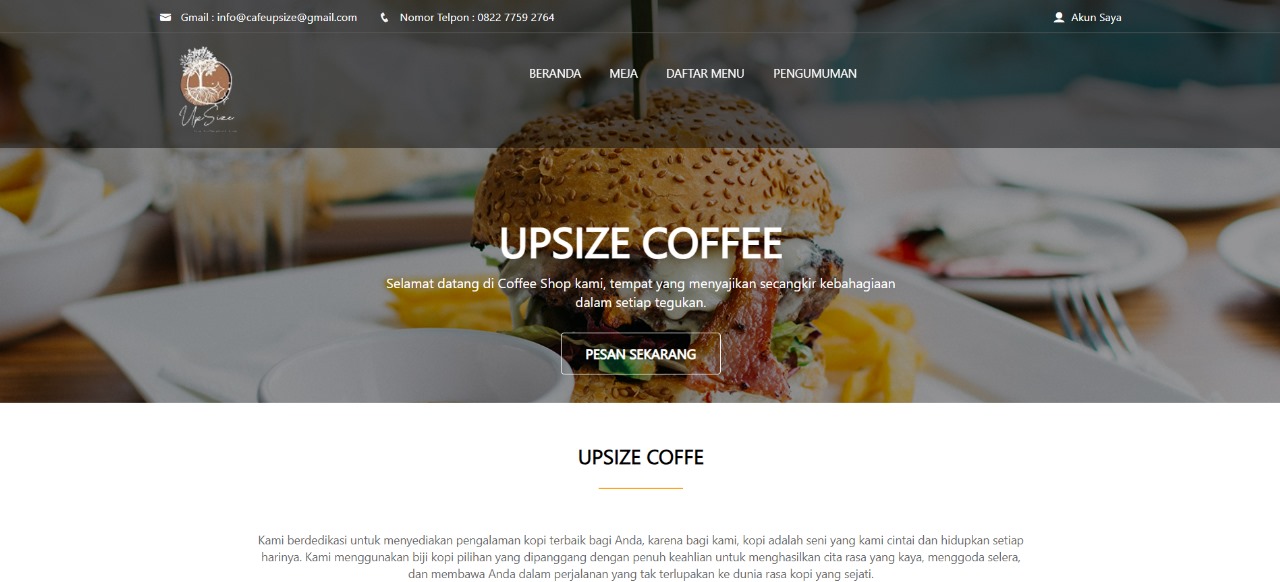 Gmail : info@cafeupsize@gmail.com
Nomor Telpon : 0822 7759 2764
Akun Saya
UpSize
BERANDA
MEJA
DAFTAR MENU
PENGUMUMAN
UPSIZE COFFEE
Selamat datang di Coffee Shop kami, tempat yang menyajikan secangkir kebahagiaan
dalam setiap tegukan.
PESAN SEKARANG
UPSIZE COFFE
Kami berdedikasi untuk menyediakan pengalaman kopi terbaik bagi Anda, karena bagi kami, kopi adalah seni yang kami cintai dan hidupkan setiap
harinya. Kami menggunakan biji kopi pilihan yang dipanggang dengan penuh keahlian untuk menghasilkan cita rasa yang kaya, menggoda selera,
dan membawa Anda dalam perjalanan yang tak terlupakan ke dunia rasa kopi yang sejati.